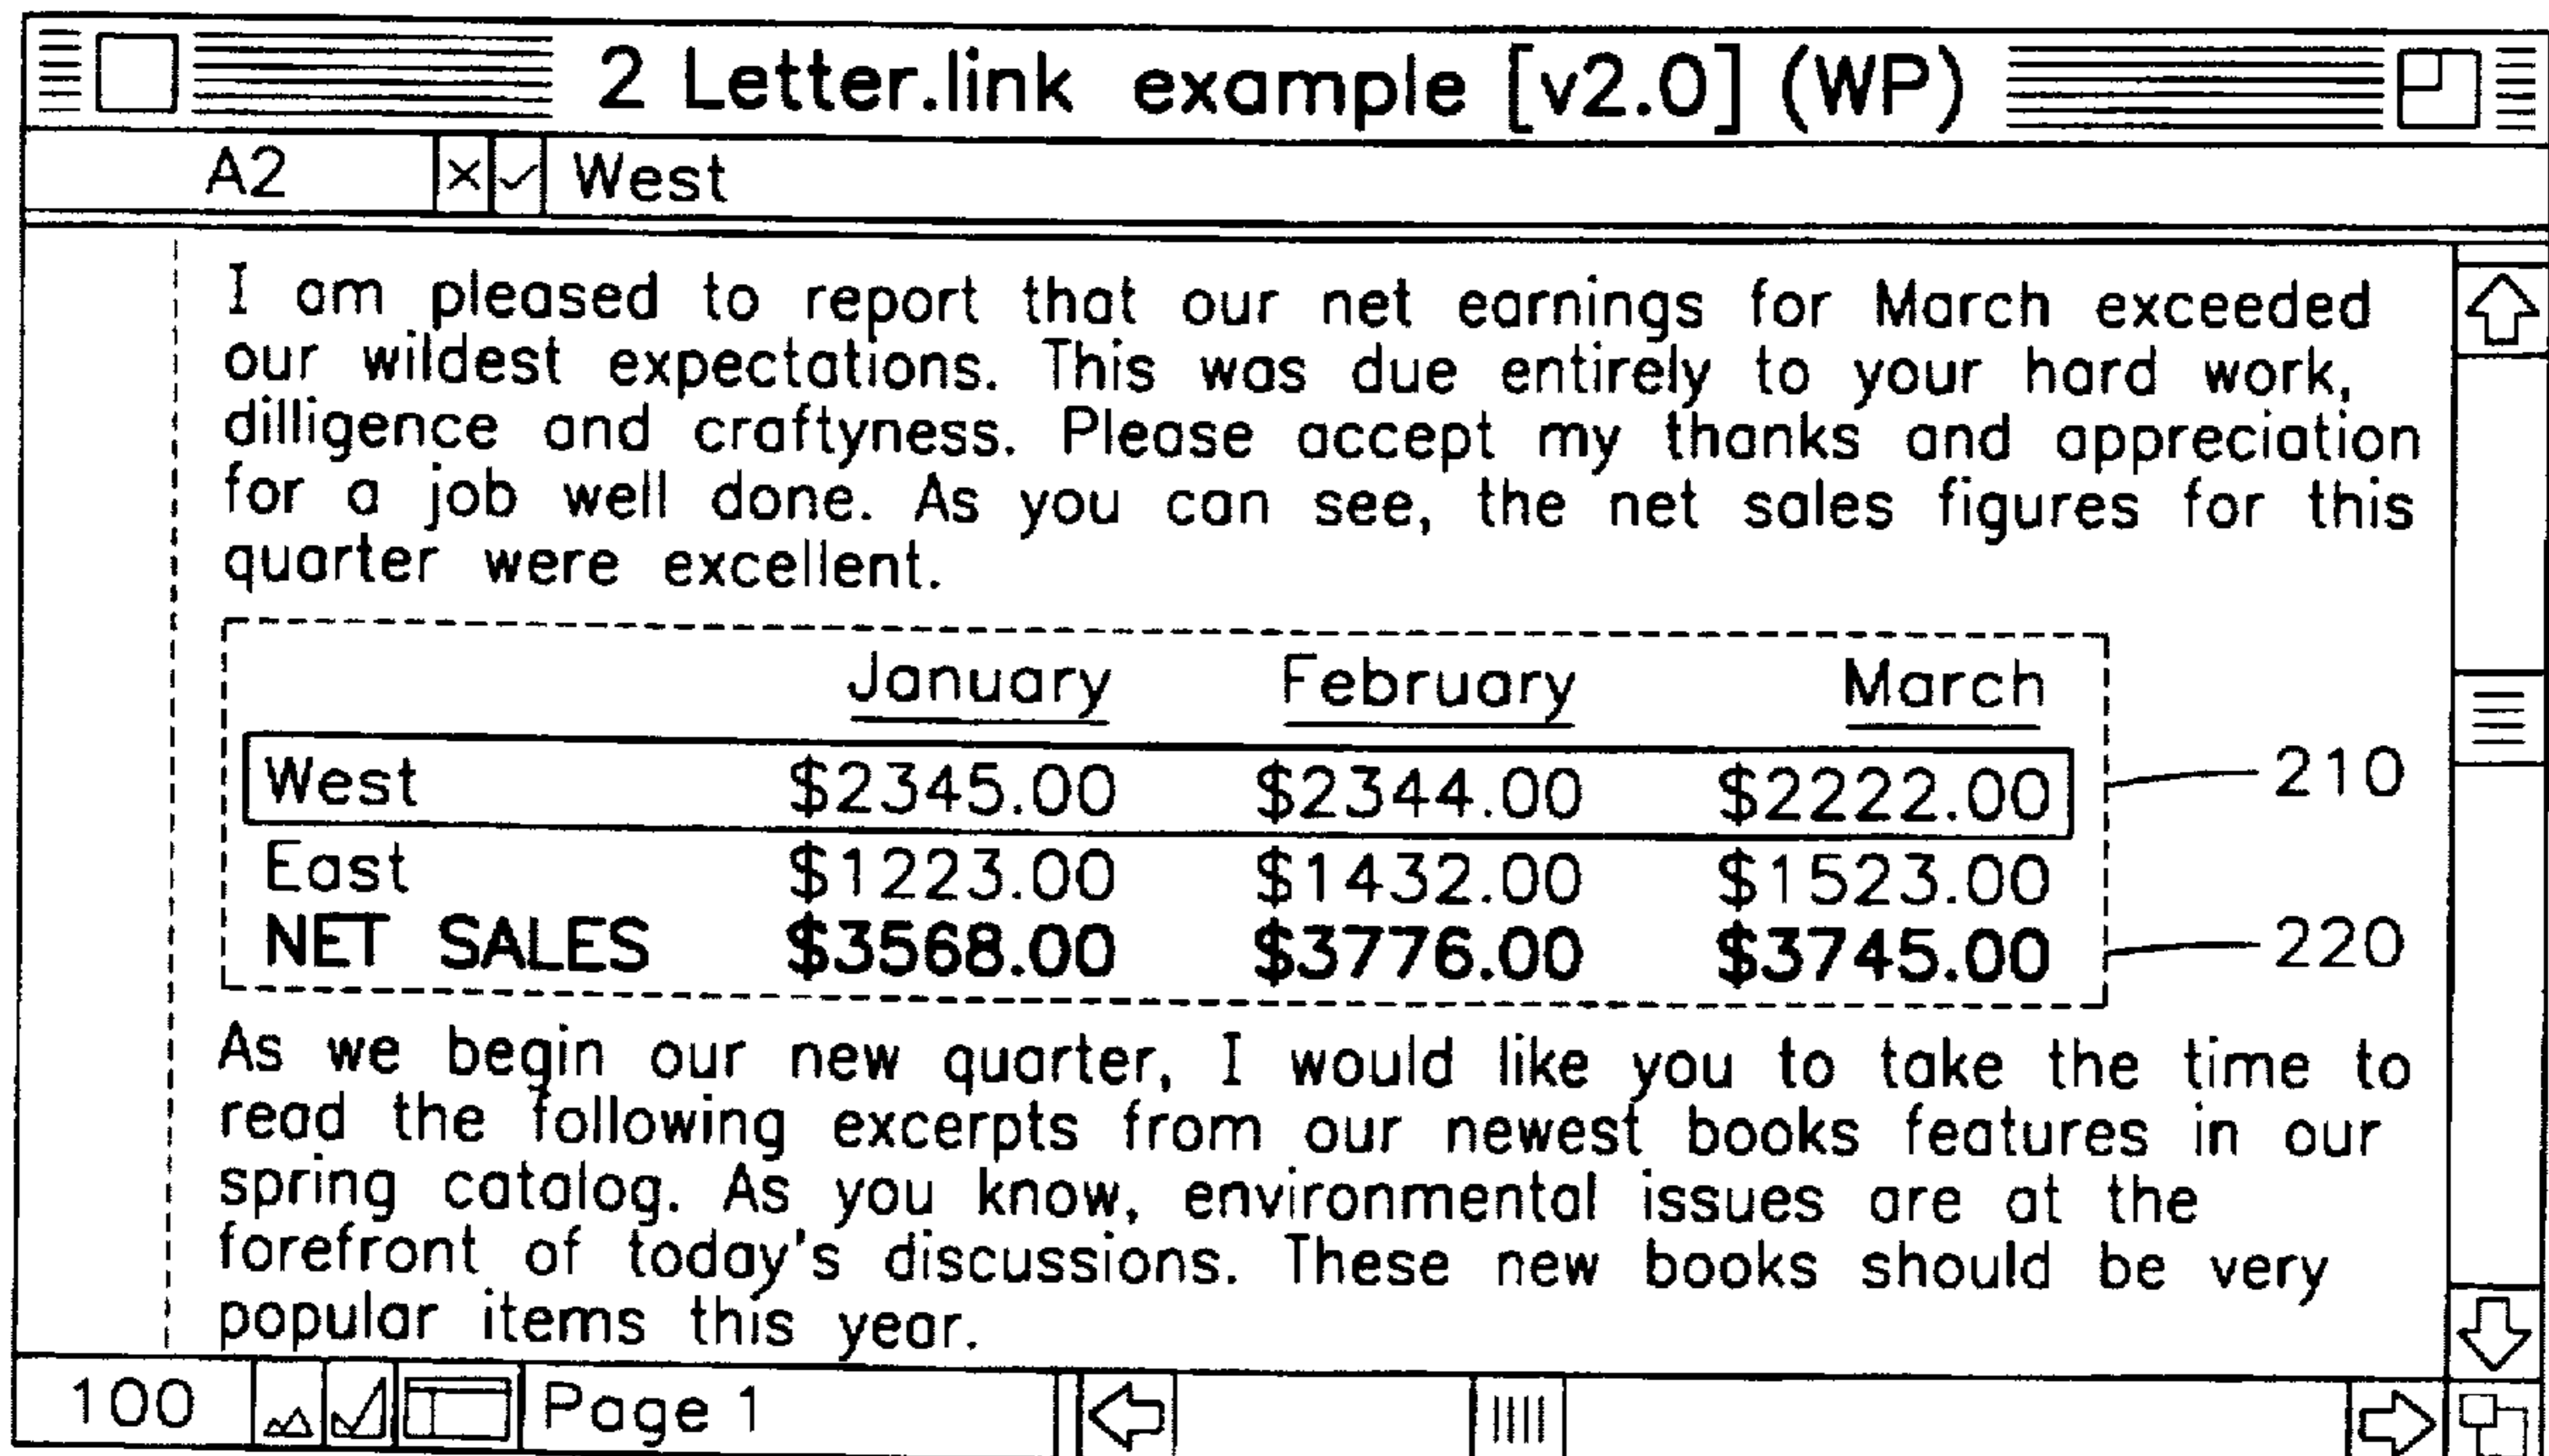 2 Letter.link example [v2.0] (WP)
A2 West
I am pleased to report that our net earnings for March exceeded
our wildest expectations. This was due entirely to your hard work,
dilligence and craftyness. Please accept my thanks and appreciation
for a job well done. As you can see, the net sales figures for this
quarter were excellent.
January February March
West $2345.00 $2344.00 $2222.00 210
East $1223.00 $1432.00 $1523.00
NET SALES $3568.00 $3776.00 $3745.00 220
As we begin our new quarter, I would like you to take the time to
read the following excerpts from our newest books features in our
spring catalog. As you know, environmental issues are at the
forefront of today's discussions. These new books should be very
popular items this year.
100 Page 1